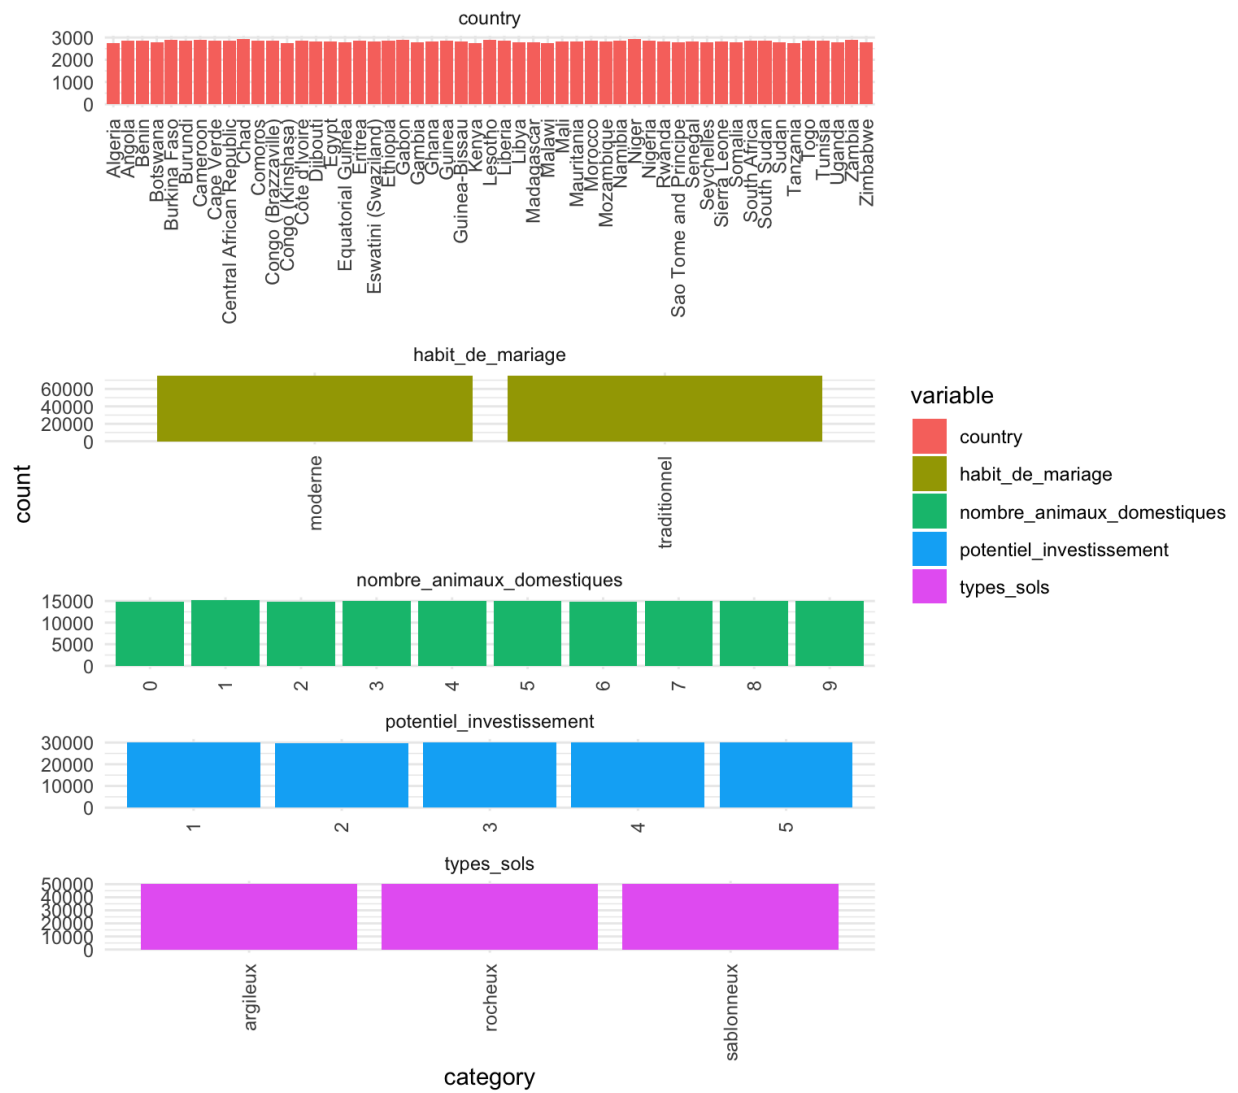 country
3000
2000
1000
0
Algeria
Angola
Benin
Botswana
Burkina Faso
Burundi
Cameroon
Cape Verde
Central African Republic
Chad
Comoros
Congo (Brazzaville)
Congo (Kinshasa)
Côte d'Ivoire
Djibouti
Egypt
Equatorial Guinea
Eritrea
Eswatini (Swaziland)
Ethiopia
Gabon
Gambia
Ghana
Guinea
Guinea-Bissau
Kenya
Lesotho
Liberia
Libya
Madagascar
Malawi
Mali
Mauritania
Morocco
Mozambique
Namibia
Niger
Nigeria
Rwanda
Sao Tome and Principe
Senegal
Seychelles
Sierra Leone
Somalia
South Africa
South Sudan
Sudan
Tanzania
Togo
Tunisia
Uganda
Zambia
Zimbabwe
habit_de_mariage
60000
40000
20000
0
moderne
traditionnel
count
nombre_animaux_domestiques
15000
10000
5000
0
0 1 2 3 4 5 6 7 8 9
potentiel_investissement
30000
20000
10000
0
1 2 3 4 5
types_sols
50000
40000
30000
20000
10000
0
argileux
rocheux
sablonneux
category
variable
country
habit_de_mariage
nombre_animaux_domestiques
potentiel_investissement
types_sols